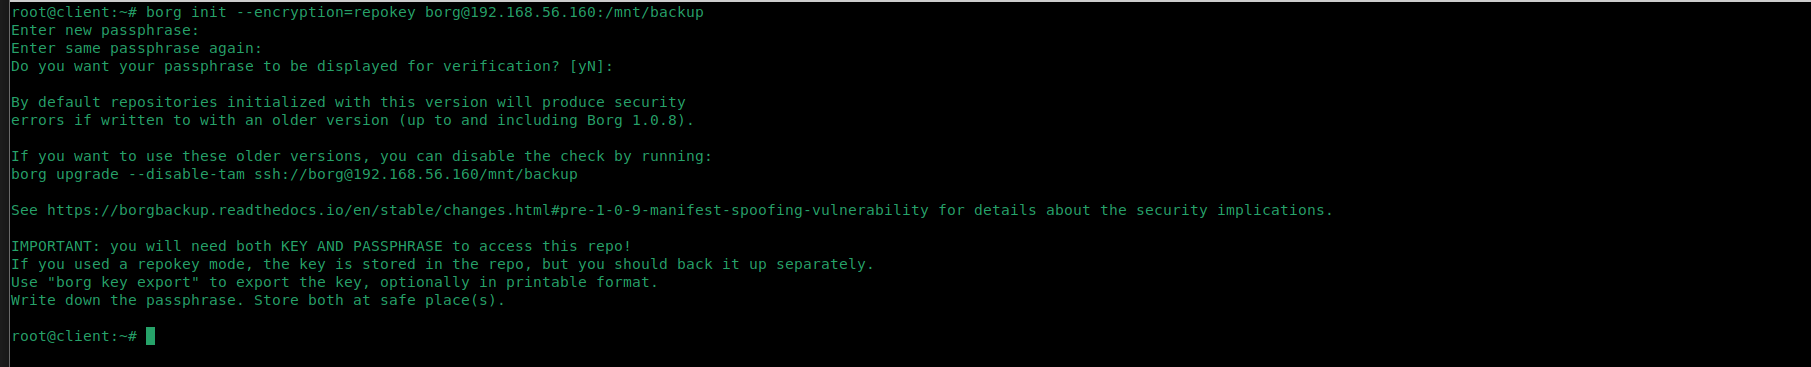 root@client:~# borg init --encryption=repokey borg@192.168.56.160:/mnt/backup
Enter new passphrase:
Enter same passphrase again:
Do you want your passphrase to be displayed for verification? [yN]:
By default repositories initialized with this version will produce security
errors if written to with an older version (up to and including Borg 1.0.8).
If you want to use these older versions, you can disable the check by running:
borg upgrade --disable-tam ssh://borg@192.168.56.160/mnt/backup
See https://borgbackup.readthedocs.io/en/stable/changes.html#pre-1-0-9-manifest-spoofing-vulnerability for details about the security implications.
IMPORTANT: you will need both KEY AND PASSPHRASE to access this repo!
If you used a repokey mode, the key is stored in the repo, but you should back it up separately.
Use "borg key export" to export the key, optionally in printable format.
Write down the passphrase. Store both at safe place(s).
root@client:~#